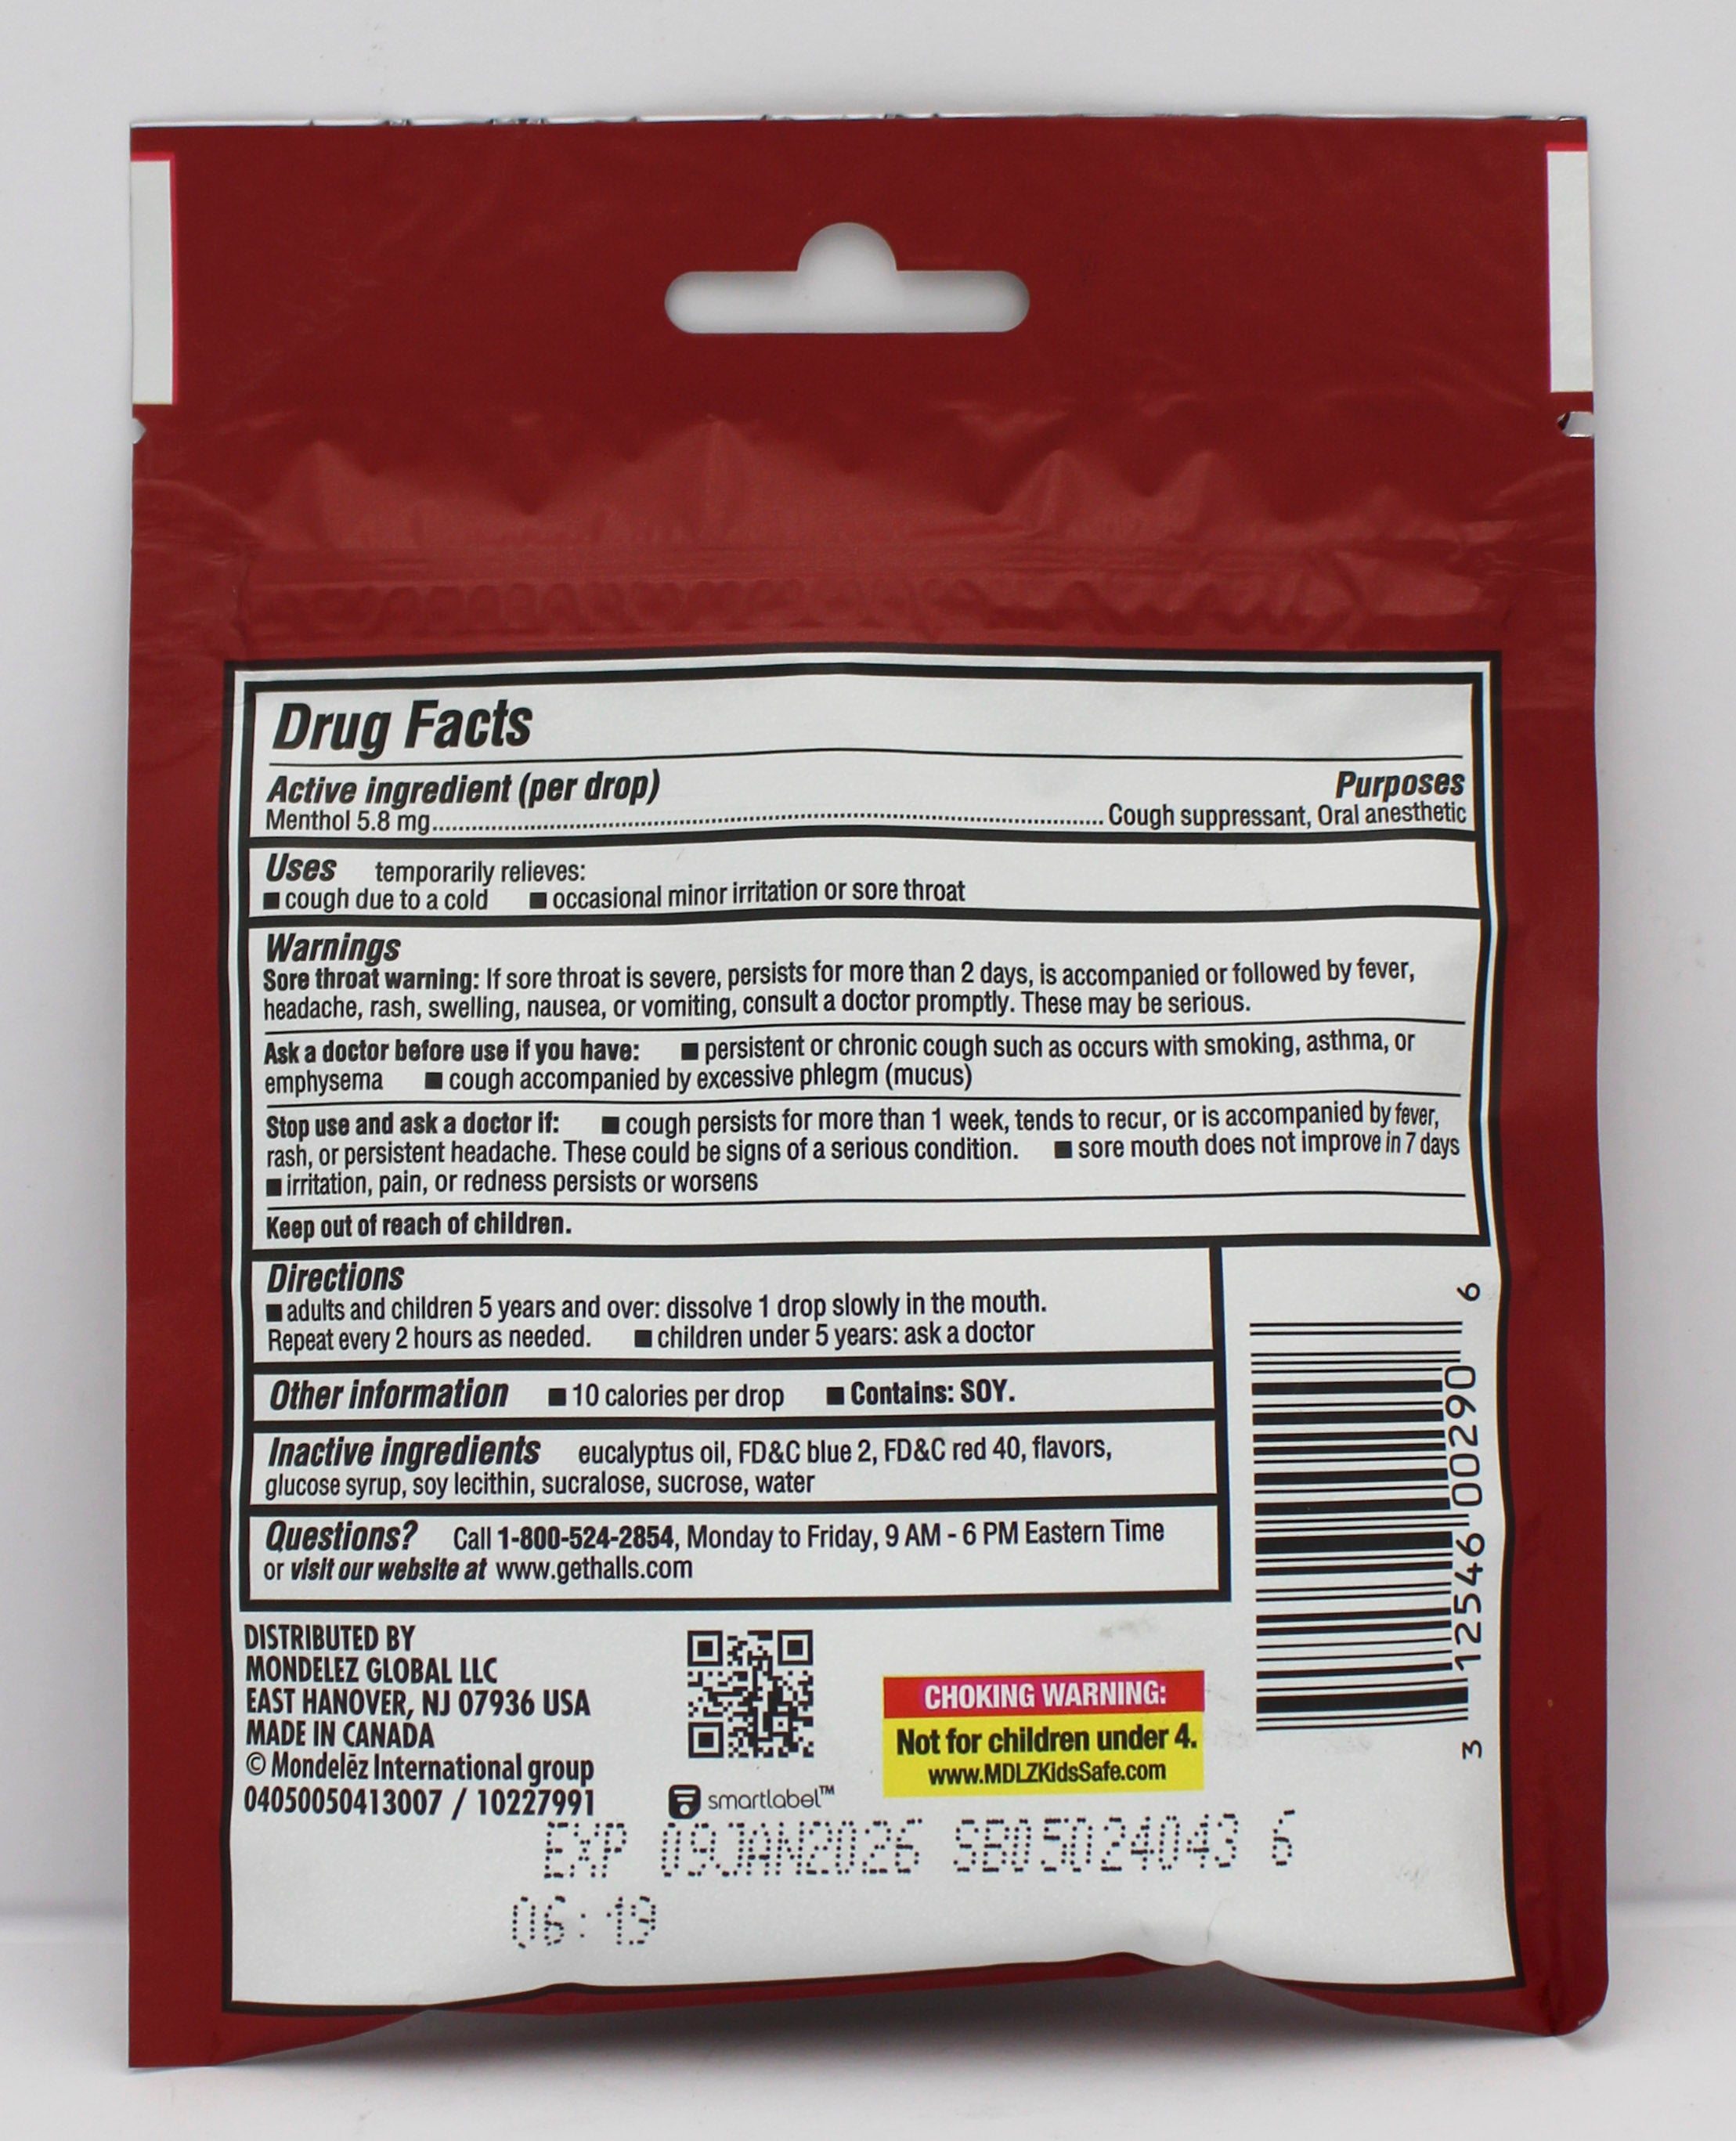 Drug Facts
Active ingredient (per drop) Purposes
Menthol 5.8 mg........................................ Cough suppressant, Oral anesthetic
Uses temporarily relieves:
■ cough due to a cold ■ occasional minor irritation or sore throat
Warnings
Sore throat warning: If sore throat is severe, persists for more than 2 days, is accompanied or followed by fever,
headache, rash, swelling, nausea, or vomiting, consult a doctor promptly. These may be serious.
Ask a doctor before use if you have: ■ persistent or chronic cough such as occurs with smoking, asthma, or
emphysema ■ cough accompanied by excessive phlegm (mucus)
Stop use and ask a doctor if: ■ cough persists for more than 1 week, tends to recur, or is accompanied by fever,
rash, or persistent headache. These could be signs of a serious condition. ■ sore mouth does not improve in 7 days
■ irritation, pain, or redness persists or worsens
Keep out of reach of children.
Directions
■ adults and children 5 years and over: dissolve 1 drop slowly in the mouth.
Repeat every 2 hours as needed. ■ children under 5 years: ask a doctor
Other information ■ 10 calories per drop ■ Contains: SOY.
Inactive ingredients eucalyptus oil, FD&C blue 2, FD&C red 40, flavors,
glucose syrup, soy lecithin, sucralose, sucrose, water
Questions? Call 1-800-524-2854, Monday to Friday, 9 AM - 6 PM Eastern Time
or visit our website at www.gethalls.com
3 12546 00290 6
DISTRIBUTED BY
MONDELEZ GLOBAL LLC
EAST HANOVER, NJ 07936 USA
MADE IN CANADA
© Mondelēz International group
04050050413007 / 10227991
smartlabel™
CHOKING WARNING:
Not for children under 4.
www.MDLZKidsSafe.com
EXP 09JAN2026 SB05024043 6
06:19